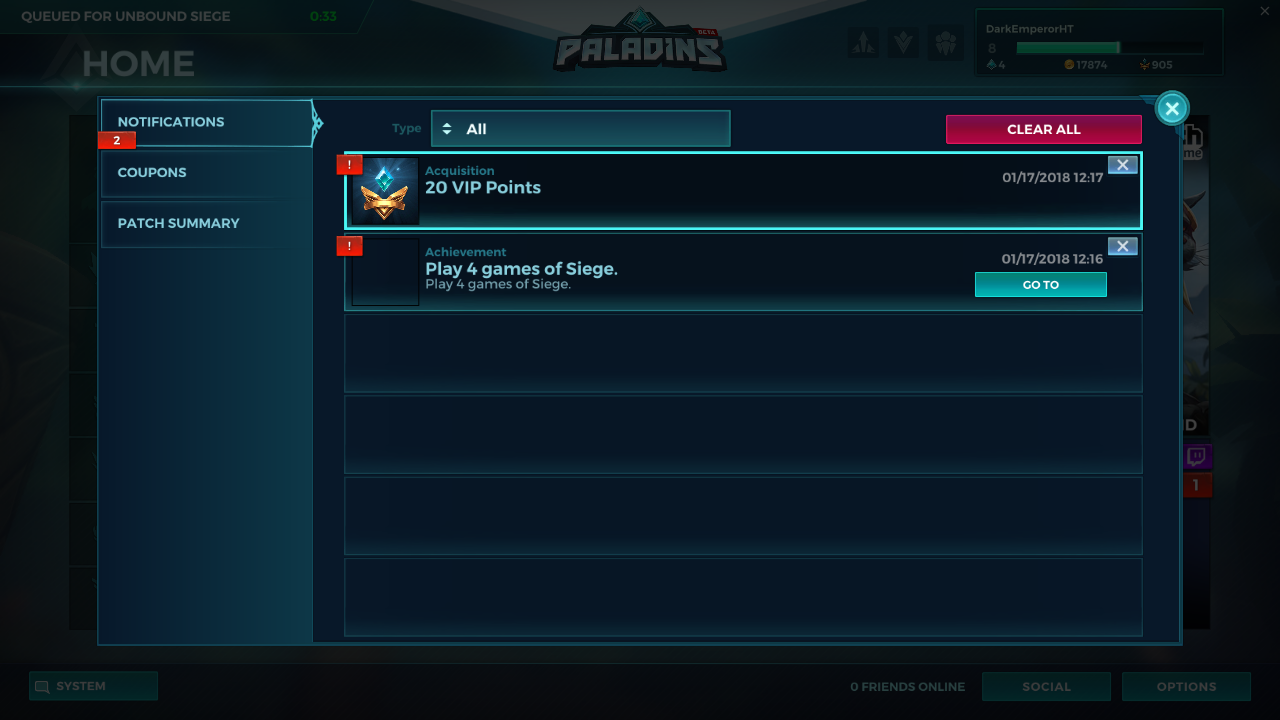 QUEUED FOR UNBOUND SIEGE 0:33
HOME
PALADINS
BETA
DarkEmperorHT
8
4 17874 905
NOTIFICATIONS
2
COUPONS
PATCH SUMMARY
Type All
CLEAR ALL
!
Acquisition
20 VIP Points
01/17/2018 12:17
!
Achievement
Play 4 games of Siege.
Play 4 games of Siege.
01/17/2018 12:16
GO TO
D
1
SYSTEM
0 FRIENDS ONLINE
SOCIAL
OPTIONS